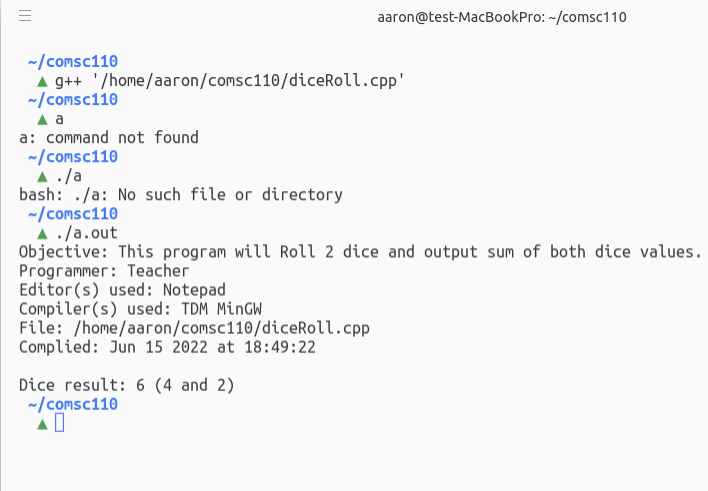 aaron@test-MacBookPro: ~/comsc110
~/comsc110
▲ g++ '/home/aaron/comsc110/diceRoll.cpp'
~/comsc110
▲ a
a: command not found
~/comsc110
▲ ./a
bash: ./a: No such file or directory
~/comsc110
▲ ./a.out
Objective: This program will Roll 2 dice and output sum of both dice values.
Programmer: Teacher
Editor(s) used: Notepad
Compiler(s) used: TDM MinGW
File: /home/aaron/comsc110/diceRoll.cpp
Complied: Jun 15 2022 at 18:49:22
Dice result: 6 (4 and 2)
~/comsc110
▲